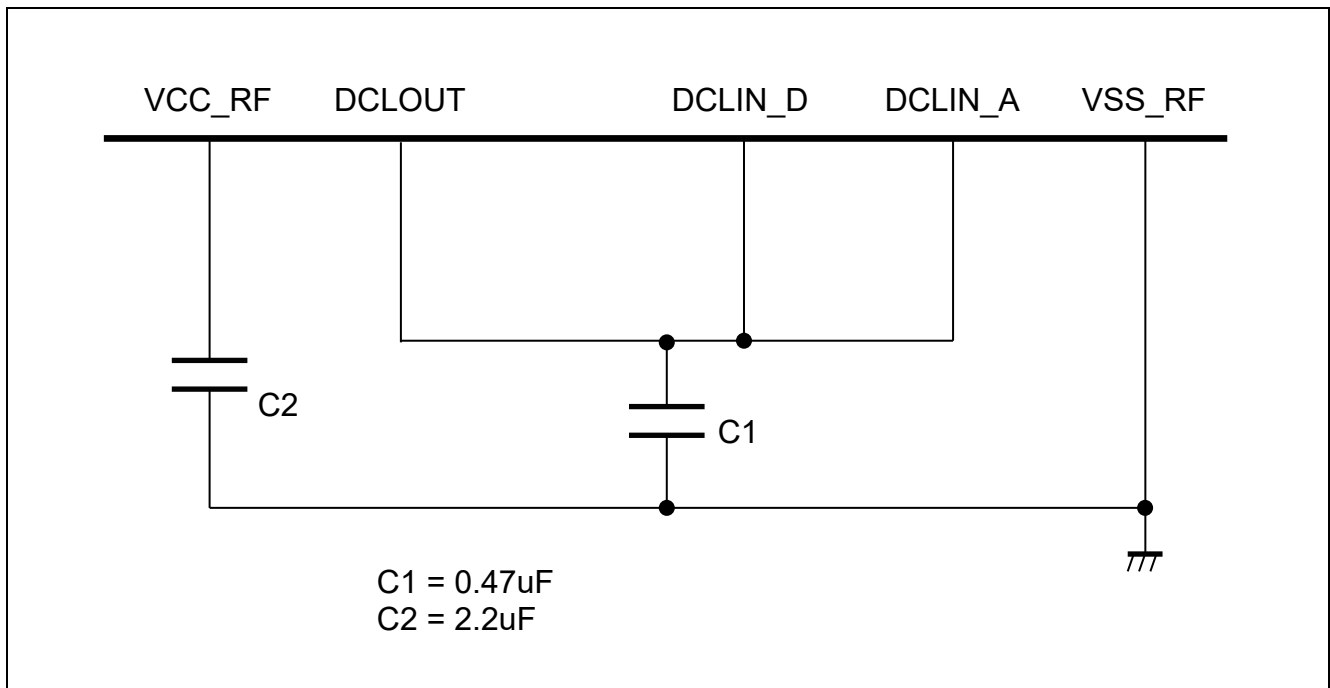 VCC_RF DCLOUT DCLIN_D DCLIN_A VSS_RF
C2
C1
C1 = 0.47uF
C2 = 2.2uF